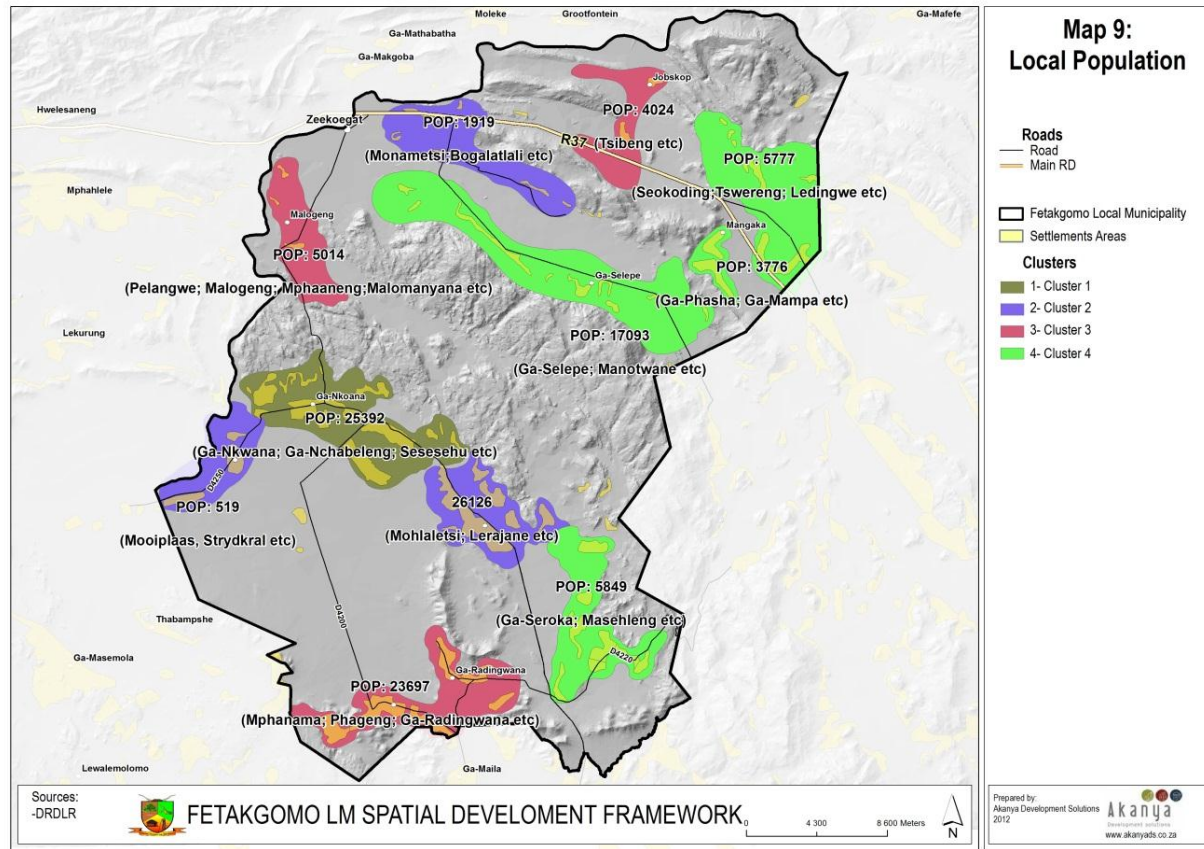 Moleke
Grootfontein
Ga-Mafefe
Ga-Mathabatha
Ga-Makgoba
Hwelesaneng
Zeekoegat
Jobskop
POP: 4024
POP: 1919
R37
(Tsibeng etc)
(Monametsi;Bogalatlali etc)
POP: 5777
Mphahlele
(Seokoding;Tswereng; Ledingwe etc)
Malogeng
Mangaka
POP: 5014
POP: 3776
Ga-Selepe
(Pelangwe; Malogeng;Mphaaneng;Malomanyana etc)
(Ga-Phasha; Ga-Mampa etc)
Lekurung
POP: 17093
(Ga-Selepe; Manotwane etc)
Ga-Nkoana
POP: 25392
(Ga-Nkwana; Ga-Nchabeleng; Sesesehu etc)
D4250
POP: 519
26126
(Mooiplaas, Strydkral etc)
(Mohlaletsi; Lerajane etc)
POP: 5849
Thabampshe
D4200
(Ga-Seroka; Masehleng etc)
Ga-Masemola
D4220
Ga-Radingwana
POP: 23697
(Mphanama; Phageng; Ga-Radingwana etc)
Lewalemolomo
Ga-Maila
Sources:
-DRDLR
FETAKGOMO LM SPATIAL DEVELOMENT FRAMEWORK
0 4 300 8 600 Meters
N
Map 9:
Local Population
Roads
Road
Main RD
Fetakgomo Local Municipality
Settlements Areas
Clusters
1- Cluster 1
2- Cluster 2
3- Cluster 3
4- Cluster 4
Prepared by:
Akanya Development Solutions
2012
Akanya
Development solutions
www.akanyads.co.za